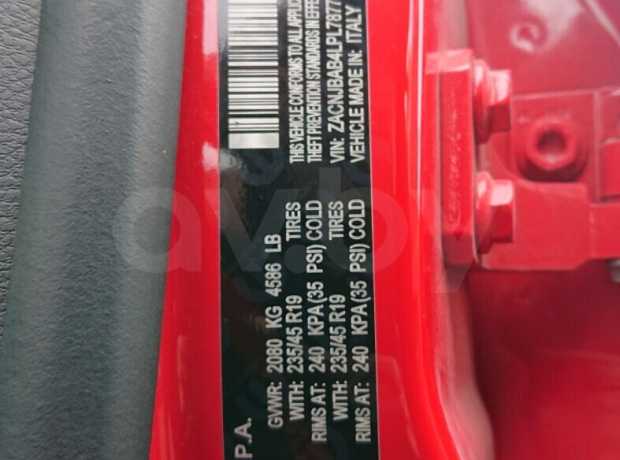 P.A.
GVWR: 2080 KG 4586 LB
WITH: 235/45 R19 TIRES
RIMS AT: 240 KPA(35 PSI) COLD
WITH: 235/45 R19 TIRES
RIMS AT: 240 KPA(35 PSI) COLD
THIS VEHICLE CONFORMS TO ALL
THEFT PREVENTION STANDARDS IN
VIN: ZACNJBAB4LPL7877
VEHICLE MADE IN: ITALY
av.by